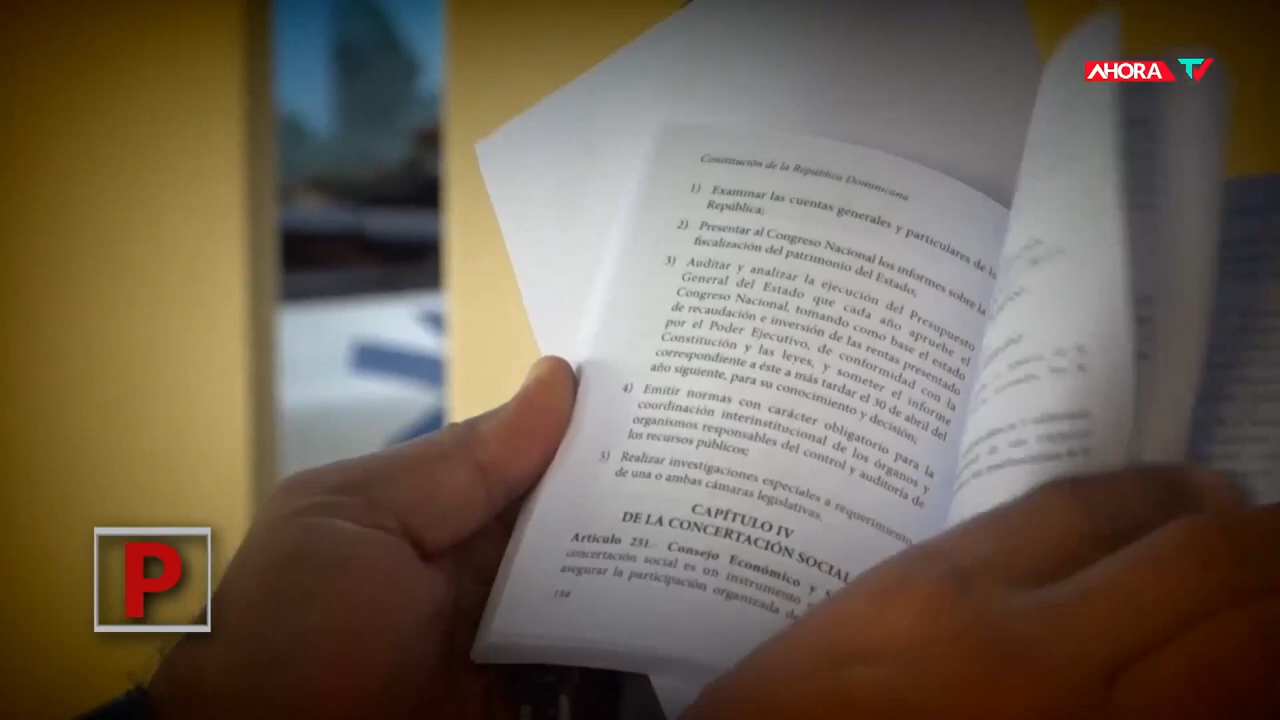 AHORA TV
Constitución de la República Dominicana
1) Examinar las cuentas generales y particulares de la
República;
2) Presentar al Congreso Nacional los informes sobre la
fiscalización del patrimonio del Estado;
3) Auditar y analizar la ejecución del Presupuesto
General del Estado que cada año apruebe el
Congreso Nacional, tomando como base el estado
de recaudación e inversión de las rentas presentado
por el Poder Ejecutivo, de conformidad con la
Constitución y las leyes, y someter el informe
correspondiente a éste a más tardar el 30 de abril del
año siguiente, para su conocimiento y decisión;
4) Emitir normas con carácter obligatorio para la
coordinación interinstitucional de los órganos y
organismos responsables del control y auditoría de
los recursos públicos;
5) Realizar investigaciones especiales a requerimiento
de una o ambas cámaras legislativas.
CAPÍTULO IV
DE LA CONCERTACIÓN SOCIAL
Artículo 251.- Consejo Económico y
concertación social es un instrumento
asegurar la participación organizada de
154
P